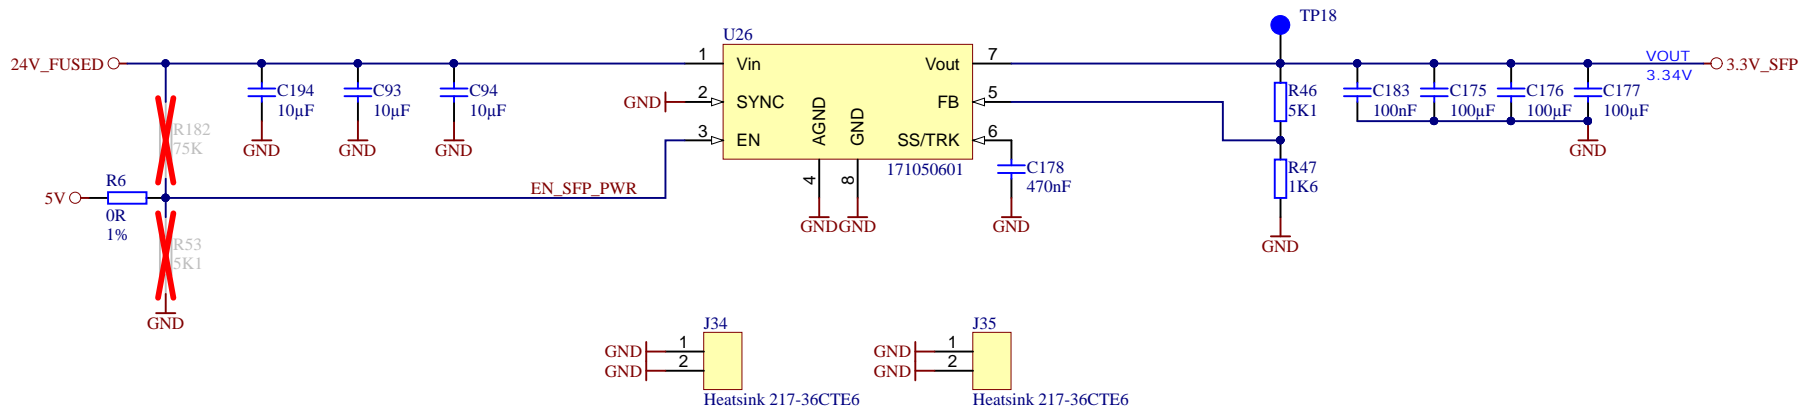 TP18
U26
24V_FUSED
1
Vin
Vout
7
VOUT
3.34V
3.3V_SFP
C194
10µF
GND
C93
10µF
GND
C94
10µF
GND
GND
2
SYNC
FB
5
R46
5K1
C183
100nF
C175
100µF
C176
100µF
C177
100µF
GND
R182
75K
3
EN
AGND
GND
SS/TRK
6
171050601
4
8
GND
GND
C178
470nF
GND
R47
1K6
GND
R6
5V
0R
1%
EN_SFP_PWR
R53
5K1
GND
J34
GND
1
GND
2
Heatsink 217-36CTE6
J35
GND
1
GND
2
Heatsink 217-36CTE6